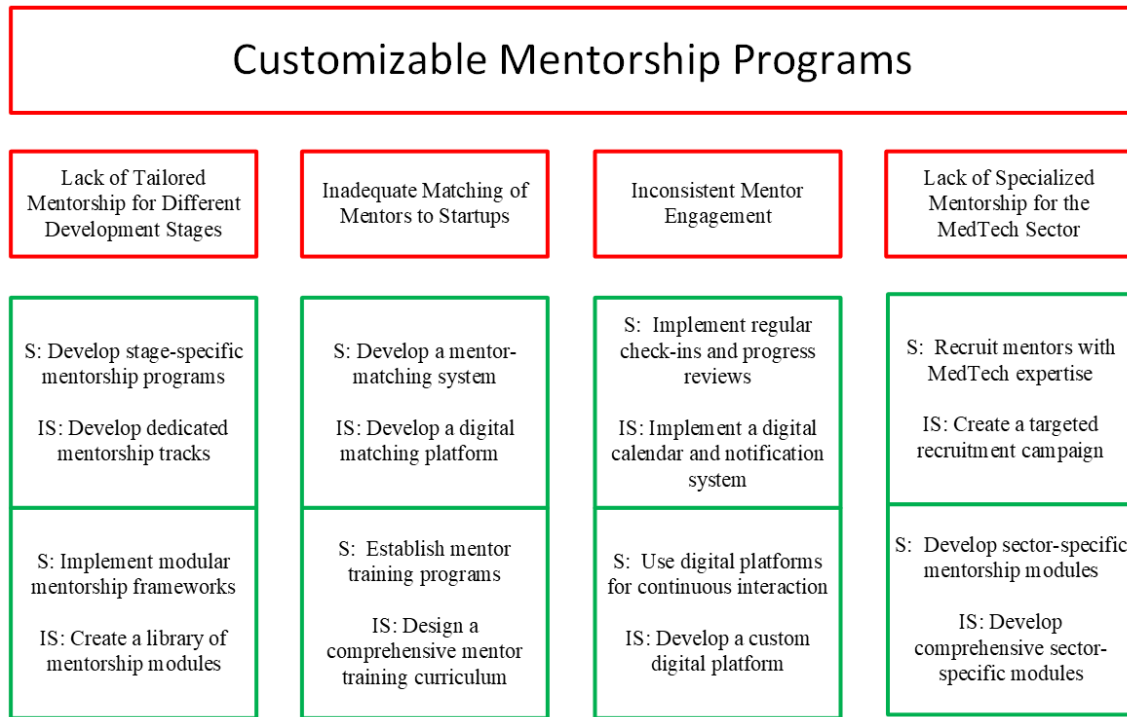 Customizable Mentorship Programs
Lack of Tailored
Mentorship for Different
Development Stages
Inadequate Matching of
Mentors to Startups
Inconsistent Mentor
Engagement
Lack of Specialized
Mentorship for the
MedTech Sector
S: Develop stage-specific
mentorship programs
IS: Develop dedicated
mentorship tracks
S: Develop a mentor-
matching system
IS: Develop a digital
matching platform
S: Implement regular
check-ins and progress
reviews
IS: Implement a digital
calendar and notification
system
S: Recruit mentors with
MedTech expertise
IS: Create a targeted
recruitment campaign
S: Implement modular
mentorship frameworks
IS: Create a library of
mentorship modules
S: Establish mentor
training programs
IS: Design a
comprehensive mentor
training curriculum
S: Use digital platforms
for continuous interaction
IS: Develop a custom
digital platform
S: Develop sector-specific
mentorship modules
IS: Develop
comprehensive sector-
specific modules